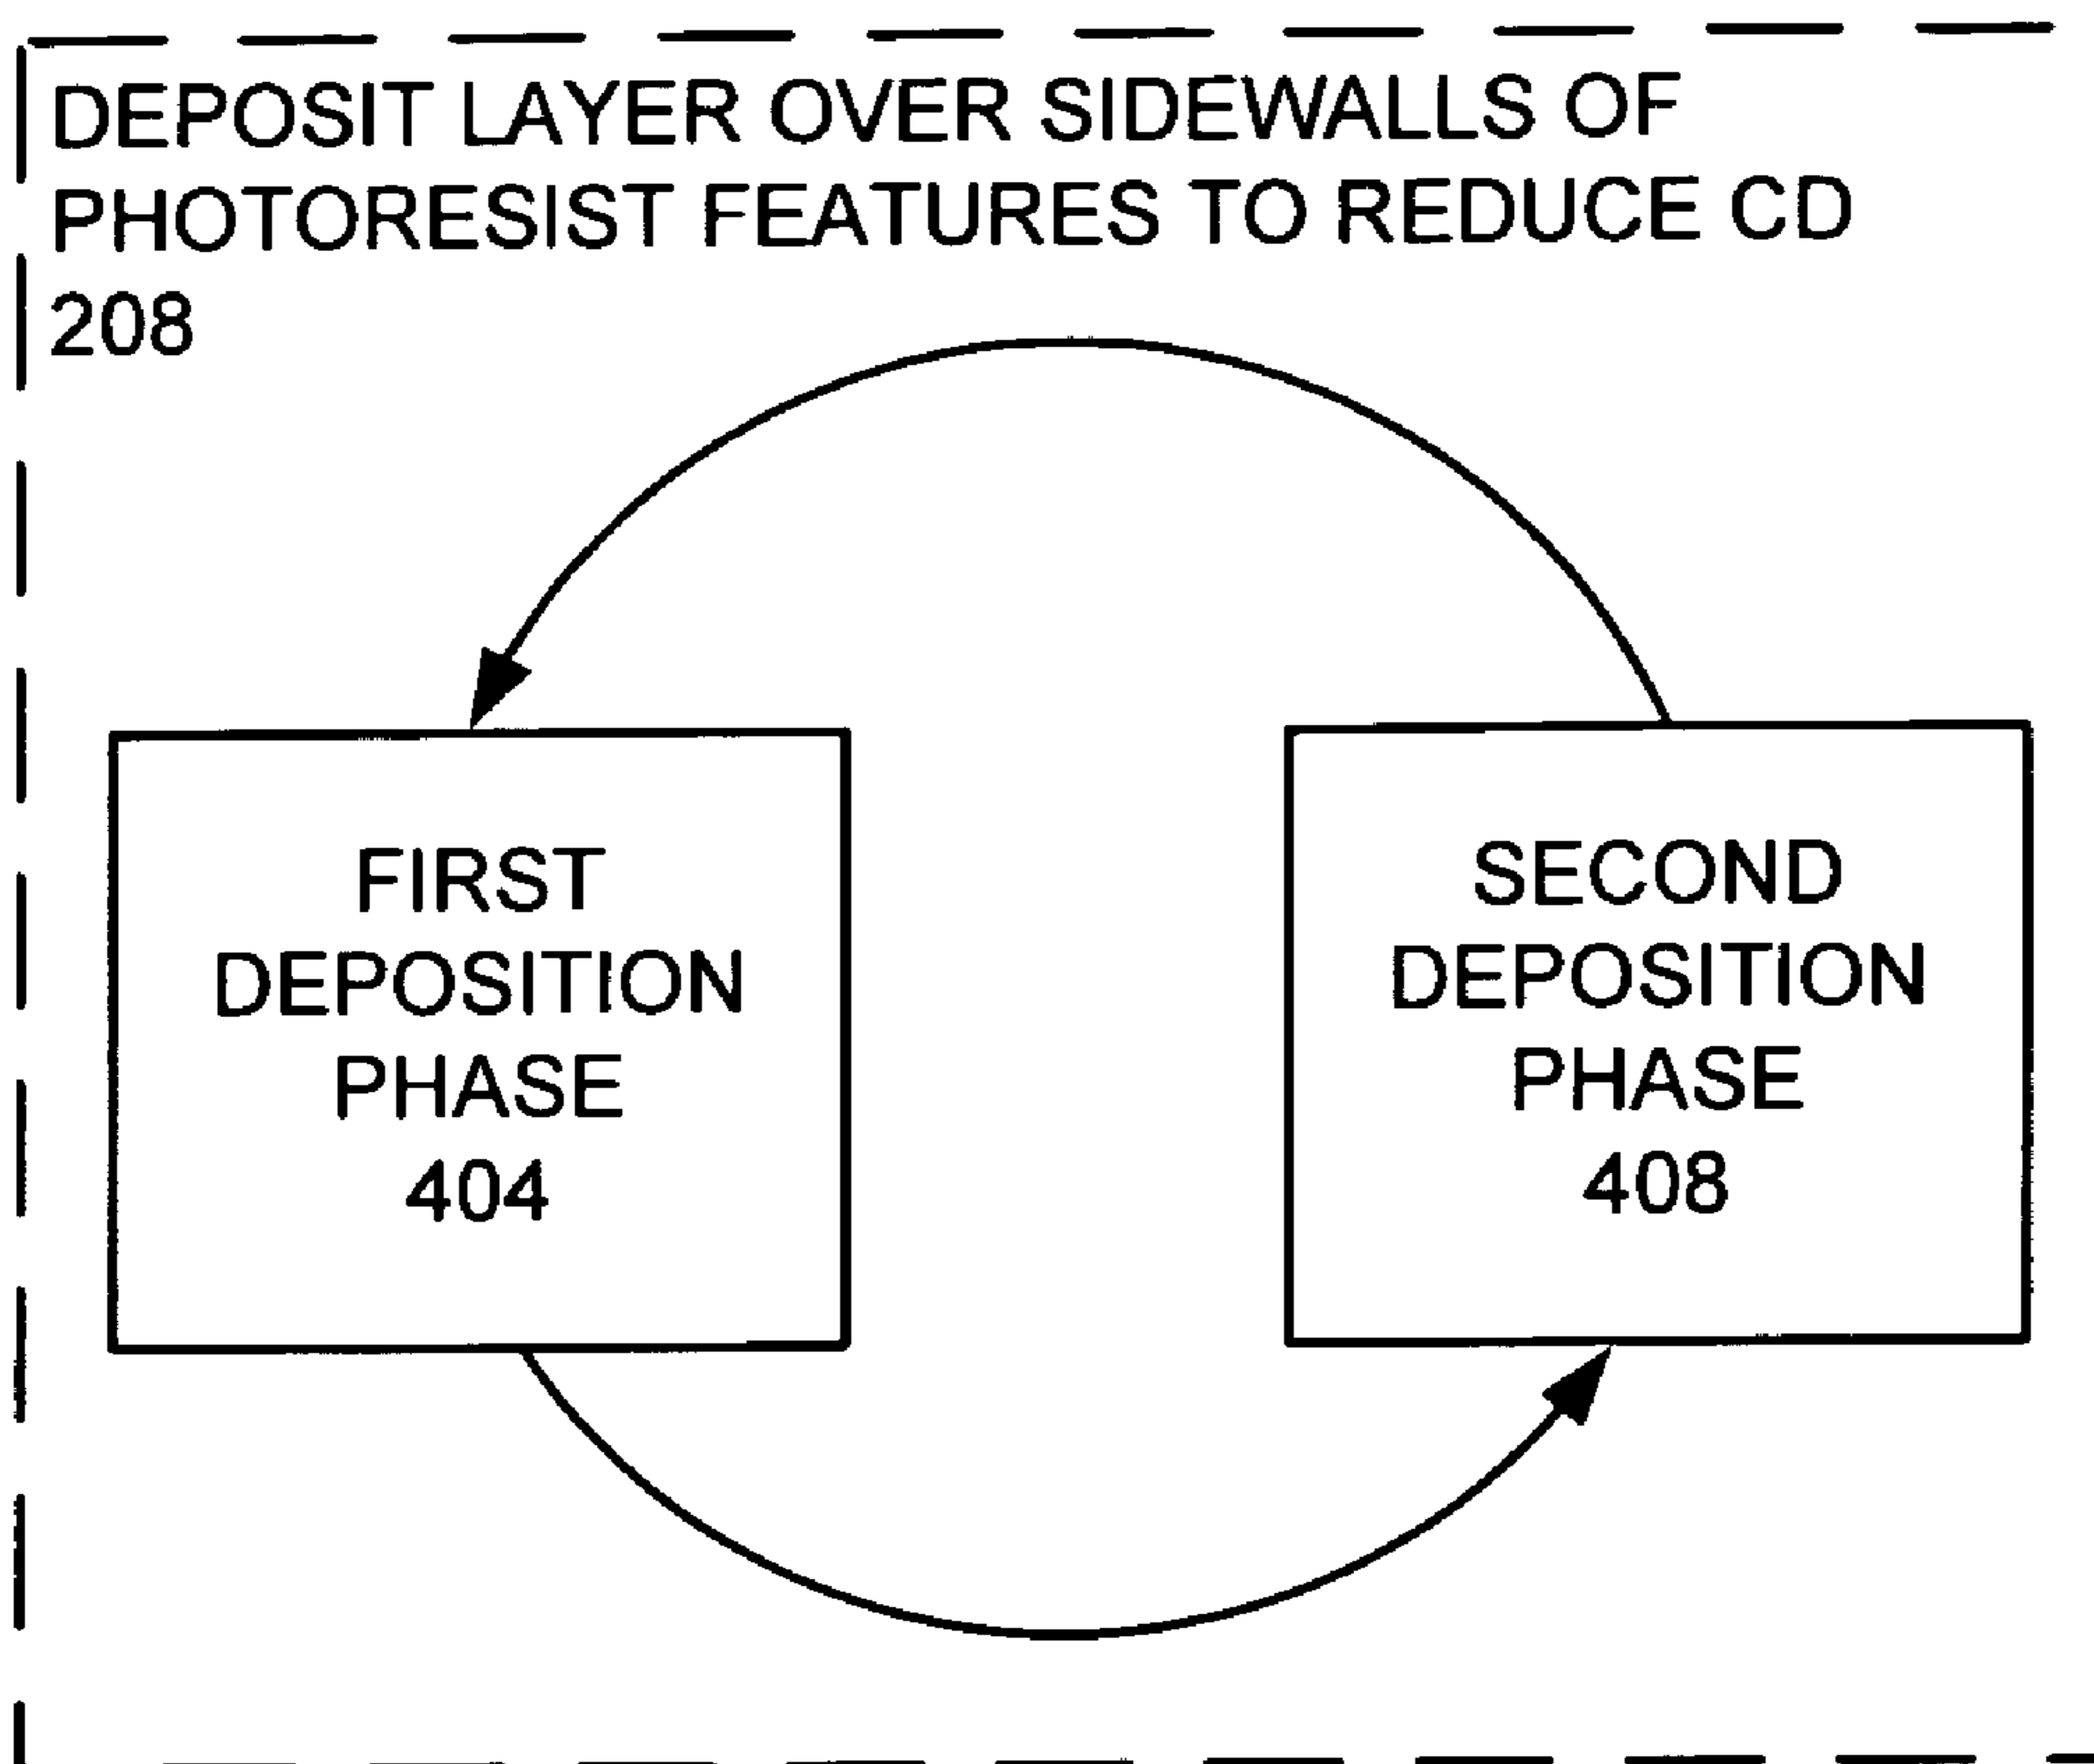 DEPOSIT LAYER OVER SIDEWALLS OF
PHOTORESIST FEATURES TO REDUCE CD
208
FIRST
DEPOSITION
PHASE
404
SECOND
DEPOSITION
PHASE
408